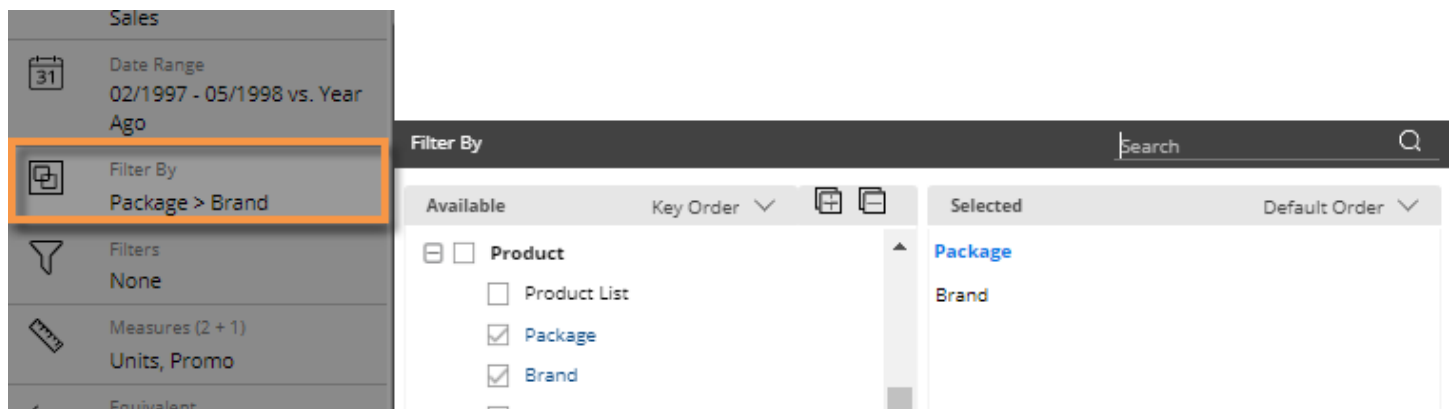 Sales
31
Date Range
02/1997 - 05/1998 vs. Year
Ago
Filter By
Package > Brand
Filters
None
Measures (2 + 1)
Units, Promo
Equivalent
Filter By
Search
Available
Key Order
Selected
Default Order
Product
Product List
Package
Brand
Package
Brand